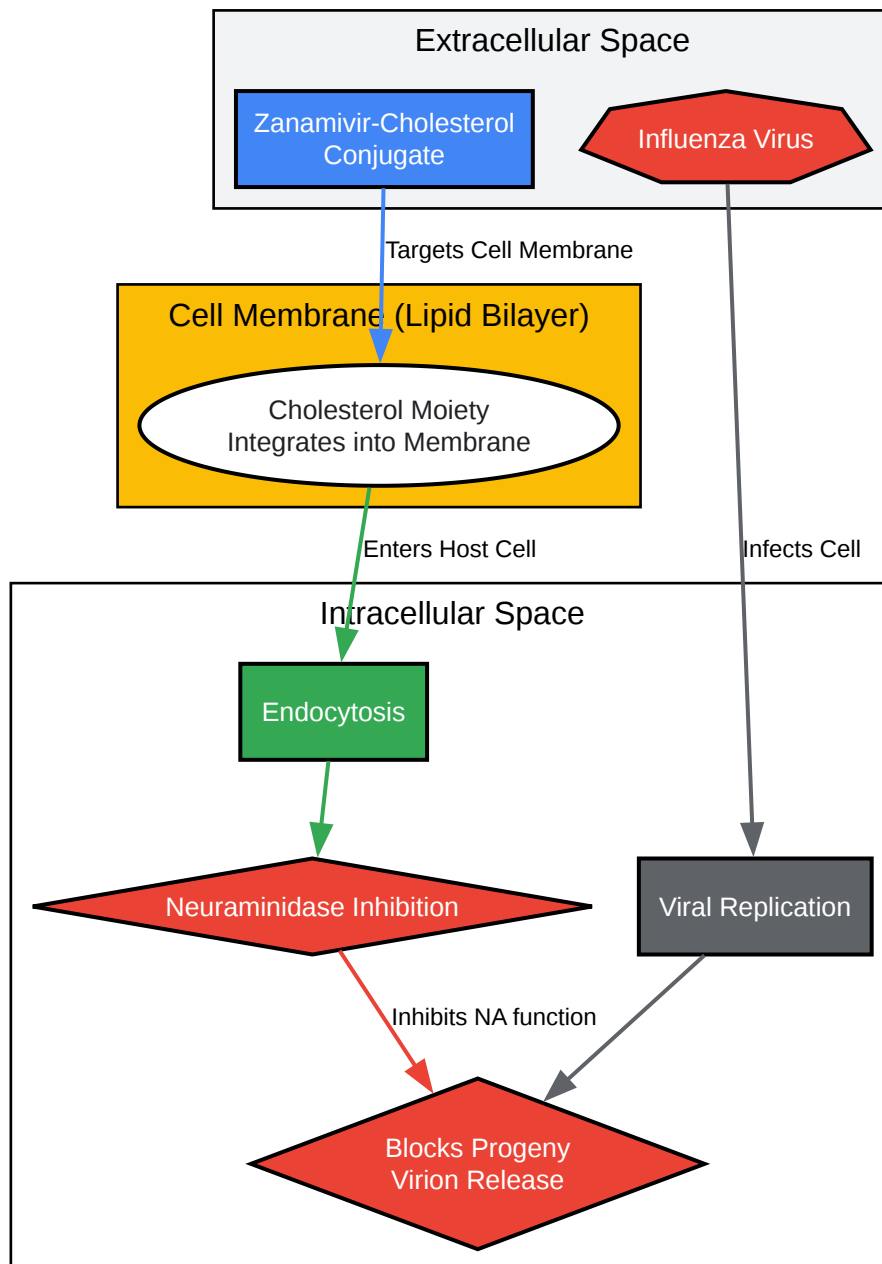 Extracellular Space
Zanamivir-Cholesterol
Conjugate
Influenza Virus
Targets Cell Membrane
Cell Membrane (Lipid Bilayer)
Cholesterol Moiety
Integrates into Membrane
Enters Host Cell
Infects Cell
Intracellular Space
Endocytosis
Neuraminidase Inhibition
Viral Replication
Inhibits NA function
Blocks Progeny
Virion Release